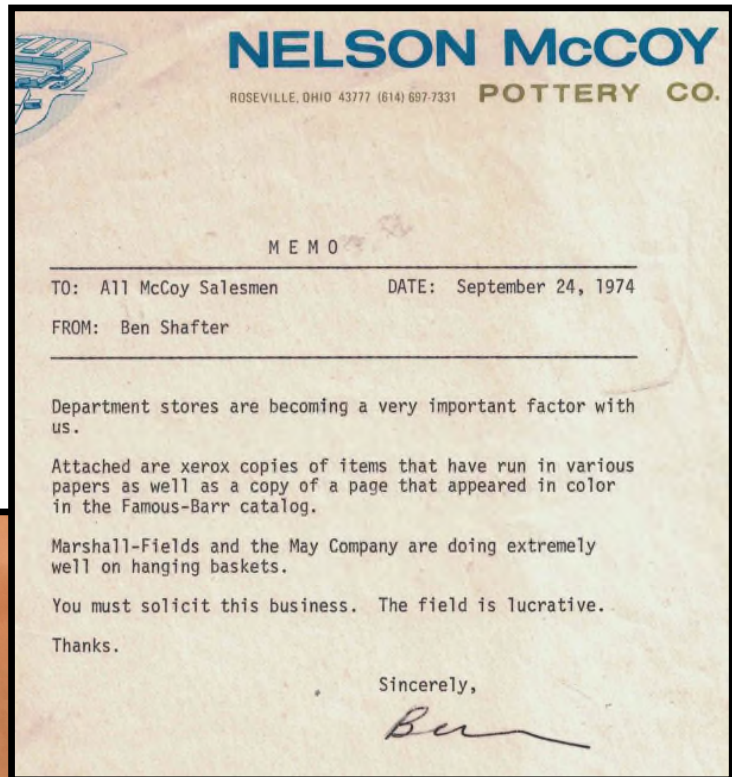 NELSON McCOY
ROSEVILLE, OHIO 43777 (614) 697-7331 POTTERY CO.
MEMO
TO: All McCoy Salesmen DATE: September 24, 1974
FROM: Ben Shafter
Department stores are becoming a very important factor with
us.
Attached are xerox copies of items that have run in various
papers as well as a copy of a page that appeared in color
in the Famous-Barr catalog.
Marshall-Fields and the May Company are doing extremely
well on hanging baskets.
You must solicit this business. The field is lucrative.
Thanks.
Sincerely,
Ben